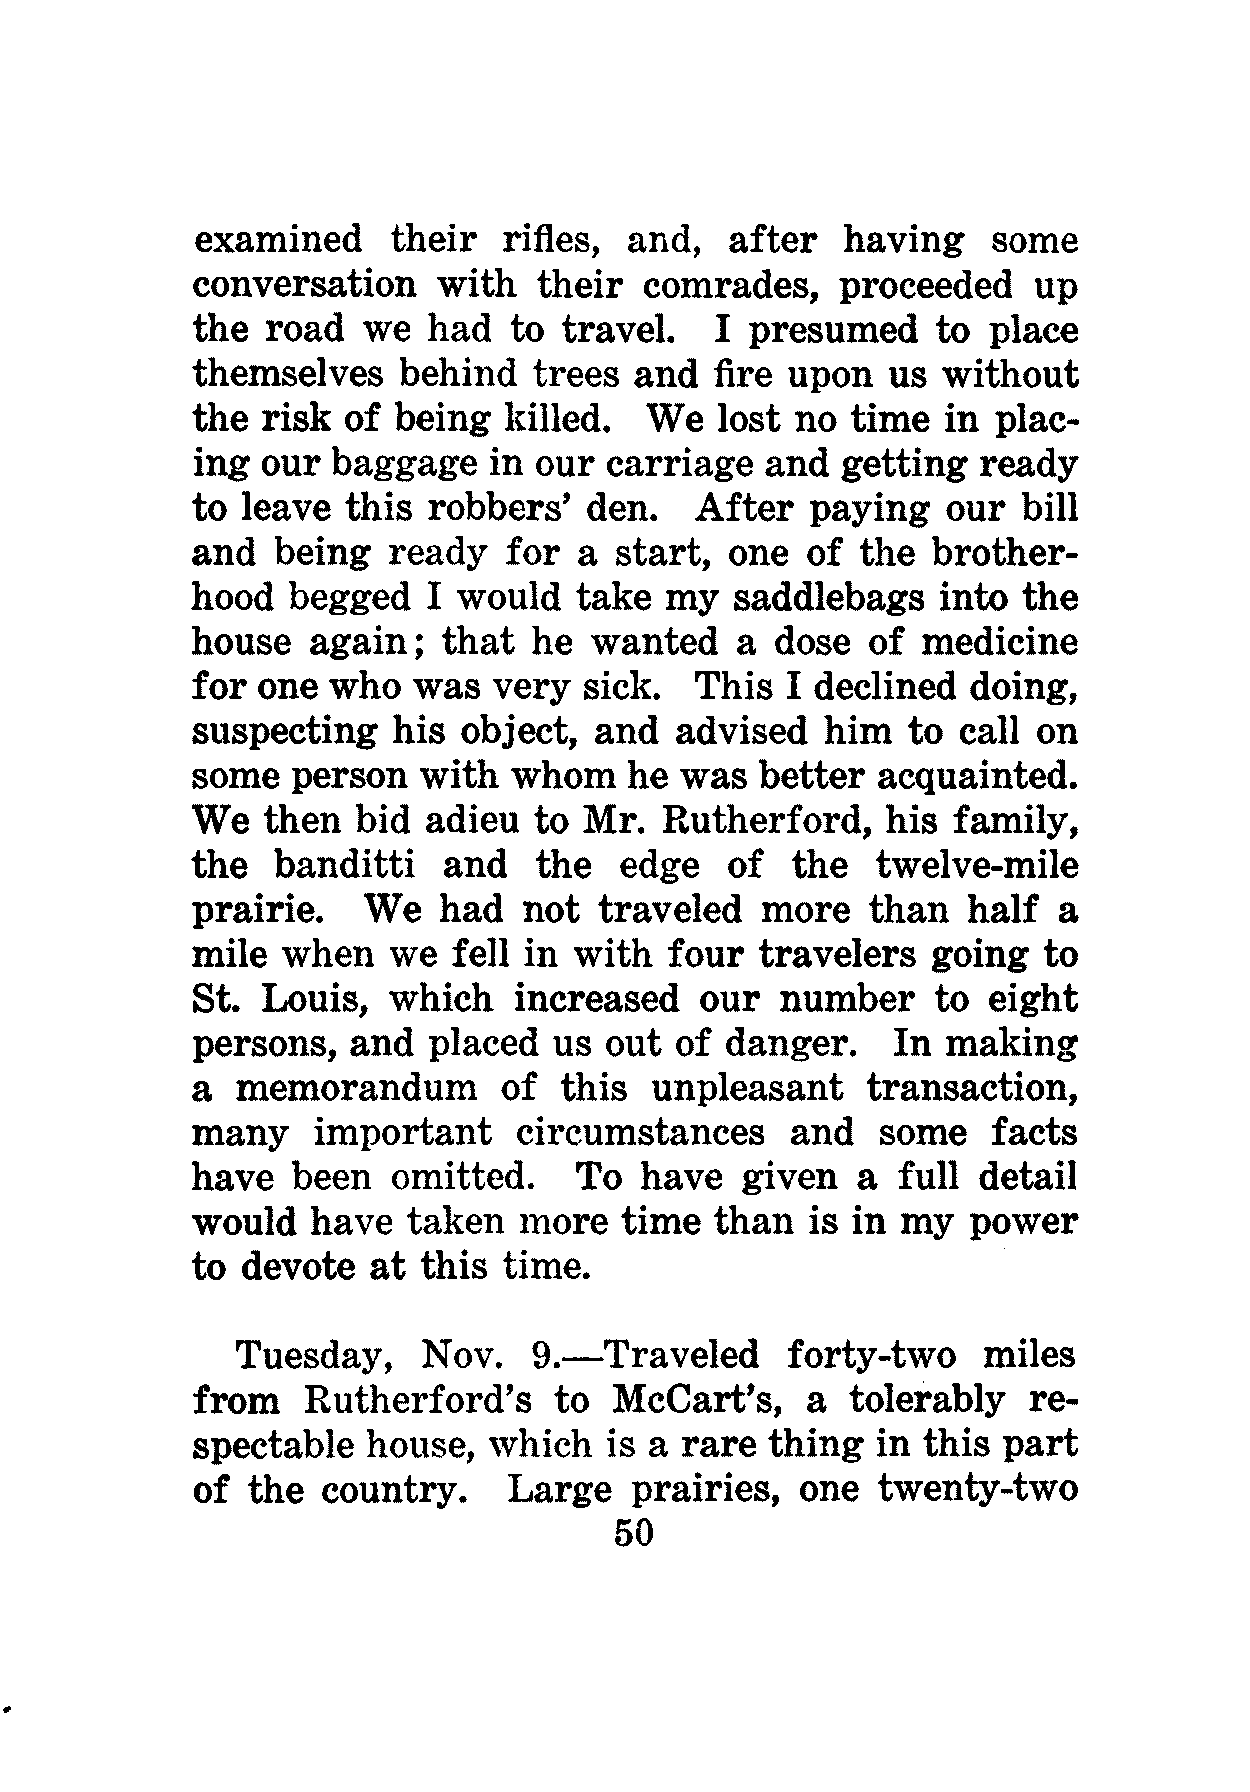 examined their rifles, and, after having some
conversation with their comrades, proceeded up
the road we had to travel. I presumed to place
themselves behind trees and fire upon us without
the risk of being killed. We lost no time in plac-
ing our baggage in our carriage and getting ready
to leave this robbers' den. After paying our bill
and being ready for a start, one of the brother-
hood begged I would take my saddlebags into the
house again; that he wanted a dose of medicine
for one who was very sick. This I declined doing,
suspecting his object, and advised him to call on
some person with whom he was better acquainted.
We then bid adieu to Mr. Rutherford, his family,
the banditti and the edge of the twelve-mile
prairie. We had not traveled more than half a
mile when we fell in with four travelers going to
St. Louis, which increased our number to eight
persons, and placed us out of danger. In making
a memorandum of this unpleasant transaction,
many important circumstances and some facts
have been omitted. To have given a full detail
would have taken more time than is in my power
to devote at this time.
Tuesday, Nov. 9.—Traveled forty-two miles
from Rutherford's to McCart's, a tolerably re-
spectable house, which is a rare thing in this part
of the country. Large prairies, one twenty-two
50